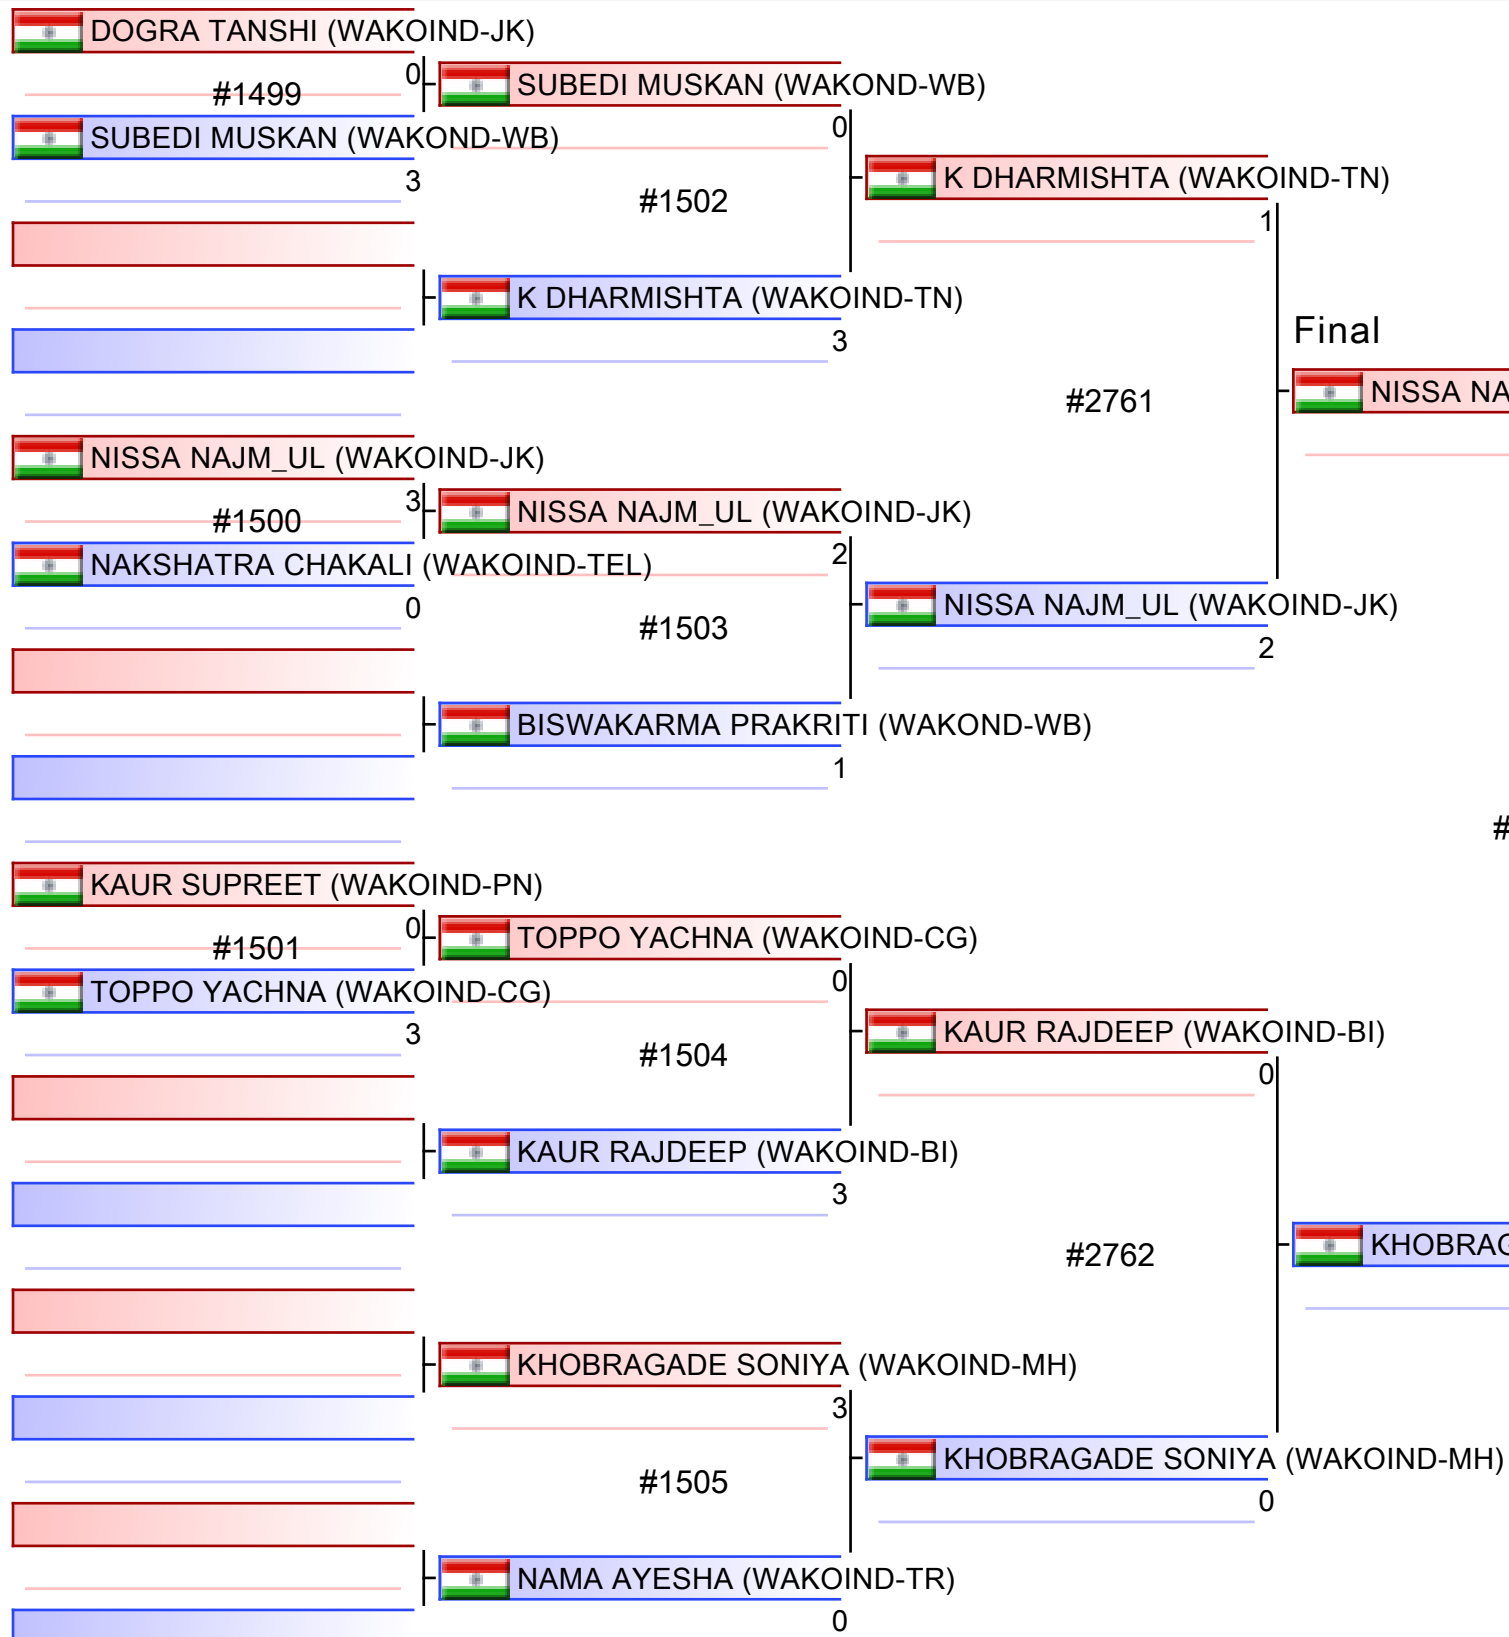 DOGRA TANSHI (WAKOIND-JK)
0
#1499
SUBEDI MUSKAN (WAKOND-WB)
3
SUBEDI MUSKAN (WAKOND-WB)
0
#1502
K DHARMISHTA (WAKOIND-TN)
3
K DHARMISHTA (WAKOIND-TN)
1
#2761
Final
NISSA NA
NISSA NAJM_UL (WAKOIND-JK)
3
#1500
NAKSHATRA CHAKALI (WAKOIND-TEL)
0
NISSA NAJM_UL (WAKOIND-JK)
2
#1503
BISWAKARMA PRAKRITI (WAKOND-WB)
1
NISSA NAJM_UL (WAKOIND-JK)
2
#
KAUR SUPREET (WAKOIND-PN)
0
#1501
TOPPO YACHNA (WAKOIND-CG)
3
TOPPO YACHNA (WAKOIND-CG)
0
#1504
KAUR RAJDEEP (WAKOIND-BI)
3
KAUR RAJDEEP (WAKOIND-BI)
0
#2762
KHOBRAG
KHOBRAGADE SONIYA (WAKOIND-MH)
3
#1505
NAMA AYESHA (WAKOIND-TR)
0
KHOBRAGADE SONIYA (WAKOIND-MH)
0